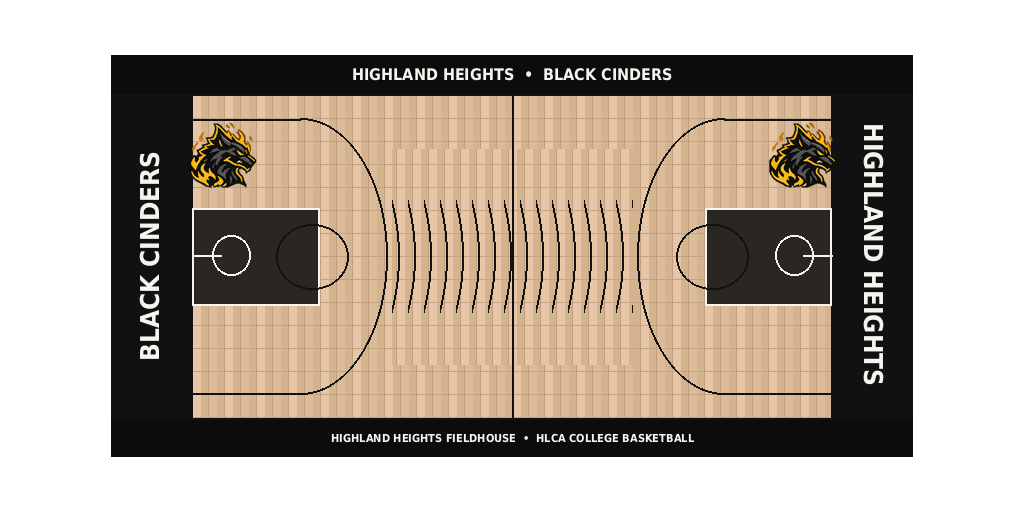 HIGHLAND HEIGHTS • BLACK CINDERS
BLACK CINDERS
HIGHLAND HEIGHTS
HIGHLAND HEIGHTS FIELDHOUSE • HLCA COLLEGE BASKETBALL